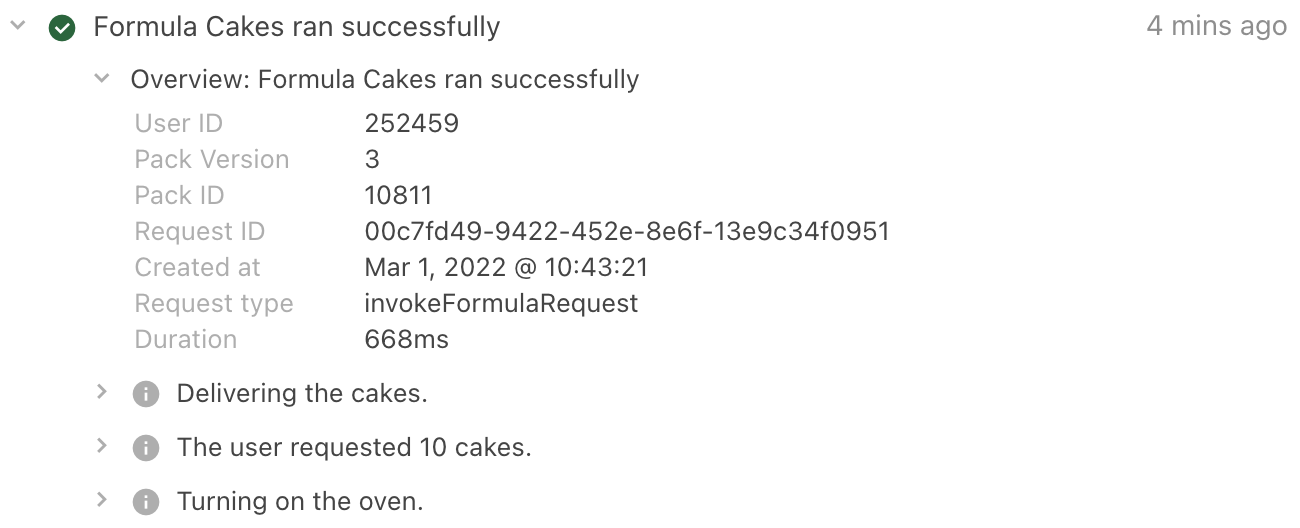 Formula Cakes ran successfully 4 mins ago
Overview: Formula Cakes ran successfully
User ID 252459
Pack Version 3
Pack ID 10811
Request ID 00c7fd49-9422-452e-8e6f-13e9c34f0951
Created at Mar 1, 2022 @ 10:43:21
Request type invokeFormulaRequest
Duration 668ms
Delivering the cakes.
The user requested 10 cakes.
Turning on the oven.